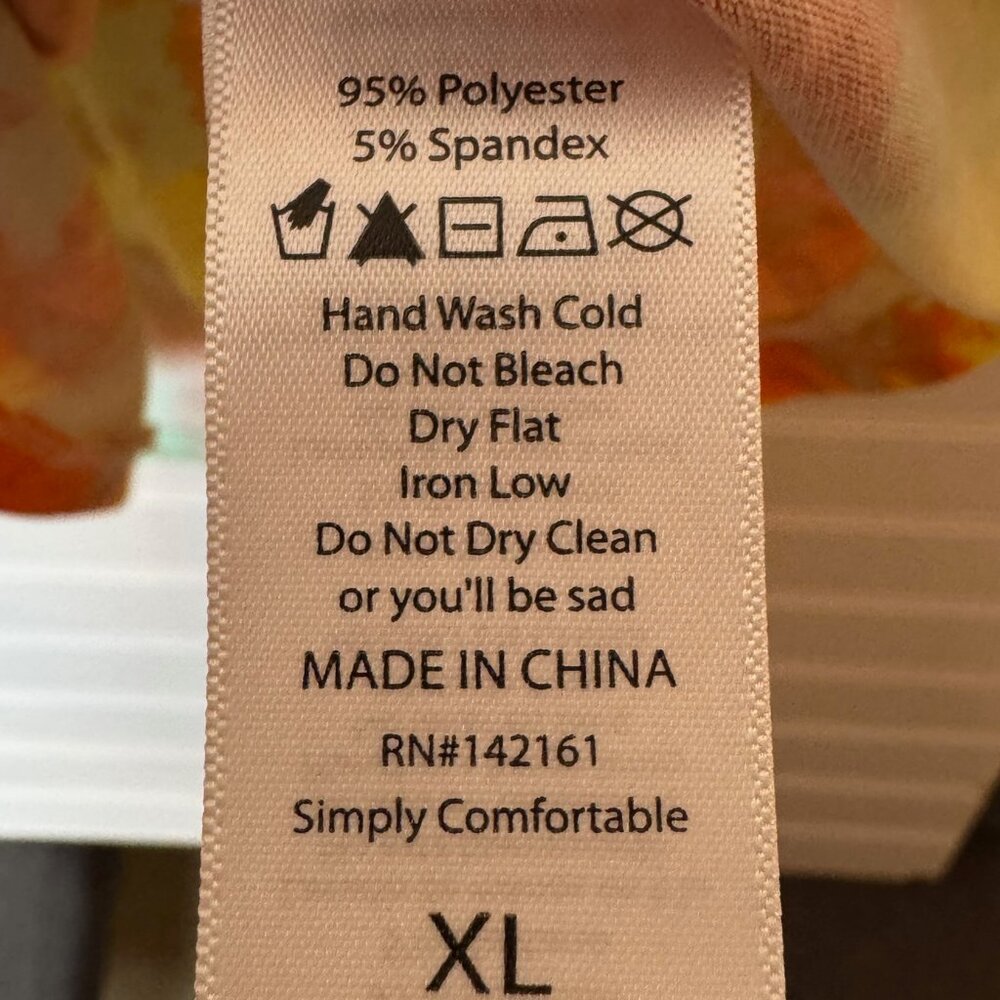 95% Polyester
5% Spandex
Hand Wash Cold
Do Not Bleach
Dry Flat
Iron Low
Do Not Dry Clean
or you'll be sad
MADE IN CHINA
RN#142161
Simply Comfortable
XL